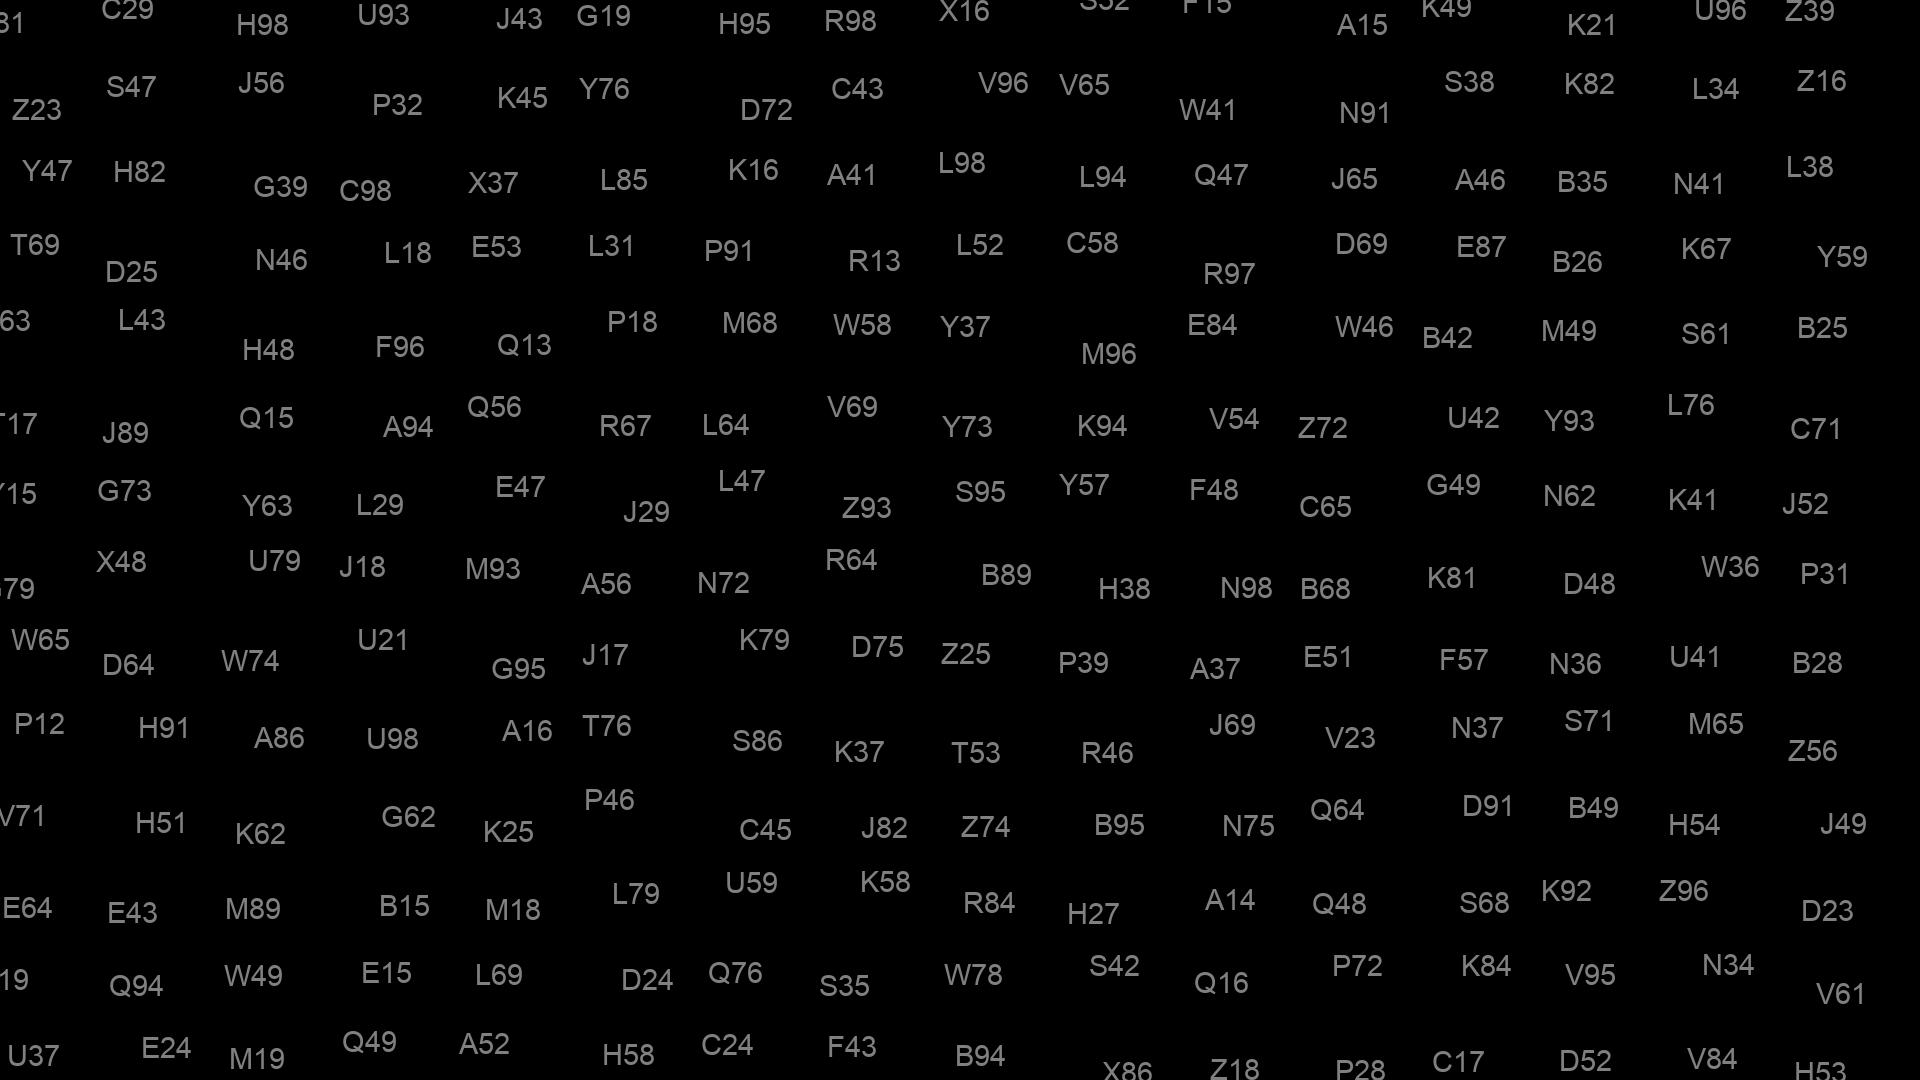 C29 H98 U93 J43 G19 H95 R98 X16 S52 F15 A15 K49 K21 U96 Z39
Z23 S47 J56 P32 K45 Y76 D72 C43 V96 V65 W41 N91 S38 K82 L34 Z16
Y47 H82 G39 C98 X37 L85 K16 A41 L98 L94 Q47 J65 A46 B35 N41 L38
T69 D25 N46 L18 E53 L31 P91 R13 L52 C58 R97 D69 E87 B26 K67 Y59
63 L43 H48 F96 Q13 P18 M68 W58 Y37 M96 E84 W46 B42 M49 S61 B25
T17 J89 Q15 A94 Q56 R67 L64 V69 Y73 K94 V54 Z72 U42 Y93 L76 C71
Y15 G73 Y63 L29 E47 J29 L47 Z93 S95 Y57 F48 C65 G49 N62 K41 J52
79 X48 U79 J18 M93 A56 N72 R64 B89 H38 N98 B68 K81 D48 W36 P31
W65 D64 W74 U21 G95 J17 K79 D75 Z25 P39 A37 E51 F57 N36 U41 B28
P12 H91 A86 U98 A16 T76 S86 K37 T53 R46 J69 V23 N37 S71 M65 Z56
V71 H51 K62 G62 K25 P46 C45 J82 Z74 B95 N75 Q64 D91 B49 H54 J49
E64 E43 M89 B15 M18 L79 U59 K58 R84 H27 A14 Q48 S68 K92 Z96 D23
19 Q94 W49 E15 L69 D24 Q76 S35 W78 S42 Q16 P72 K84 V95 N34 V61
U37 E24 M19 Q49 A52 H58 C24 F43 B94 X86 Z18 P28 C17 D52 V84 H53